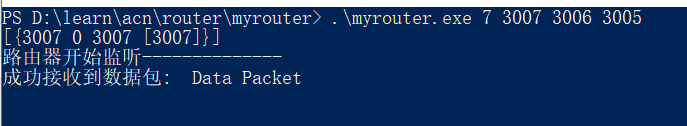 PS D:\learn\acn\router\myrouter> .\myrouter.exe 7 3007 3006 3005
[{3007 0 3007 [3007]}]
路由器开始监听--------------
成功接收到数据包:  Data Packet